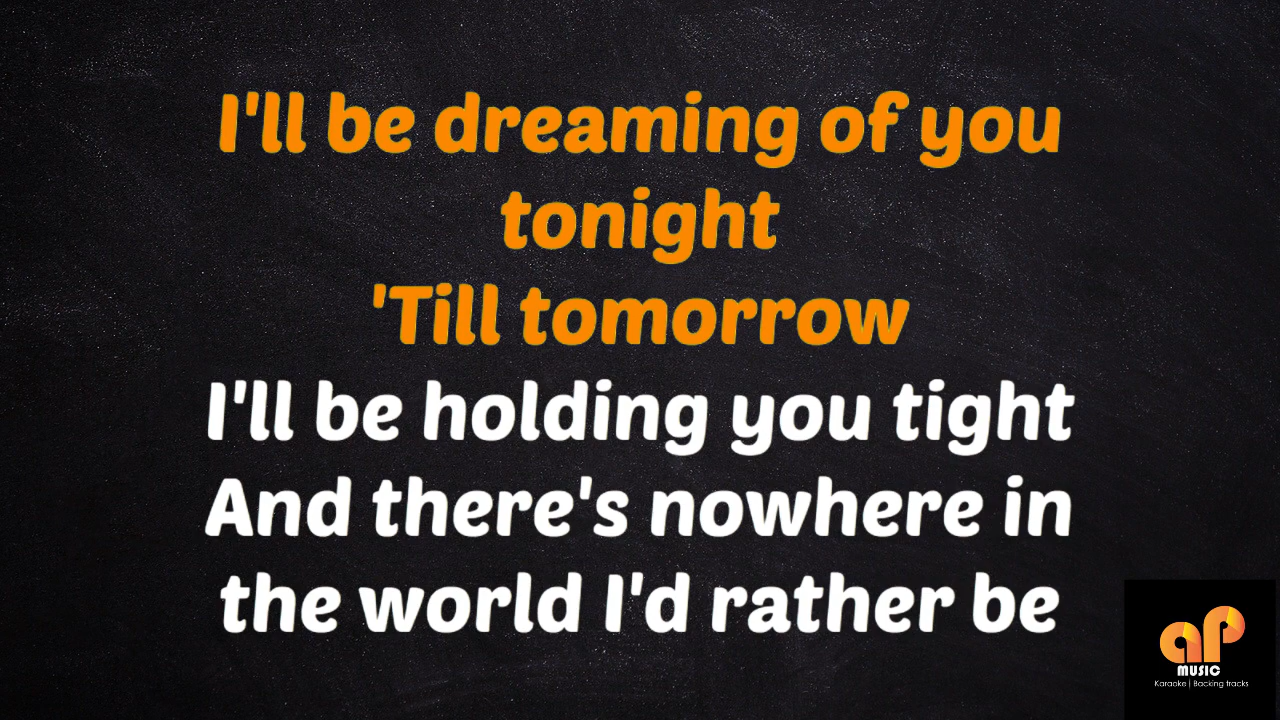 I'll be dreaming of you
tonight
'Till tomorrow
I'll be holding you tight
And there's nowhere in
the world I'd rather be
ap
MUSIC
Karaoke | Backing tracks